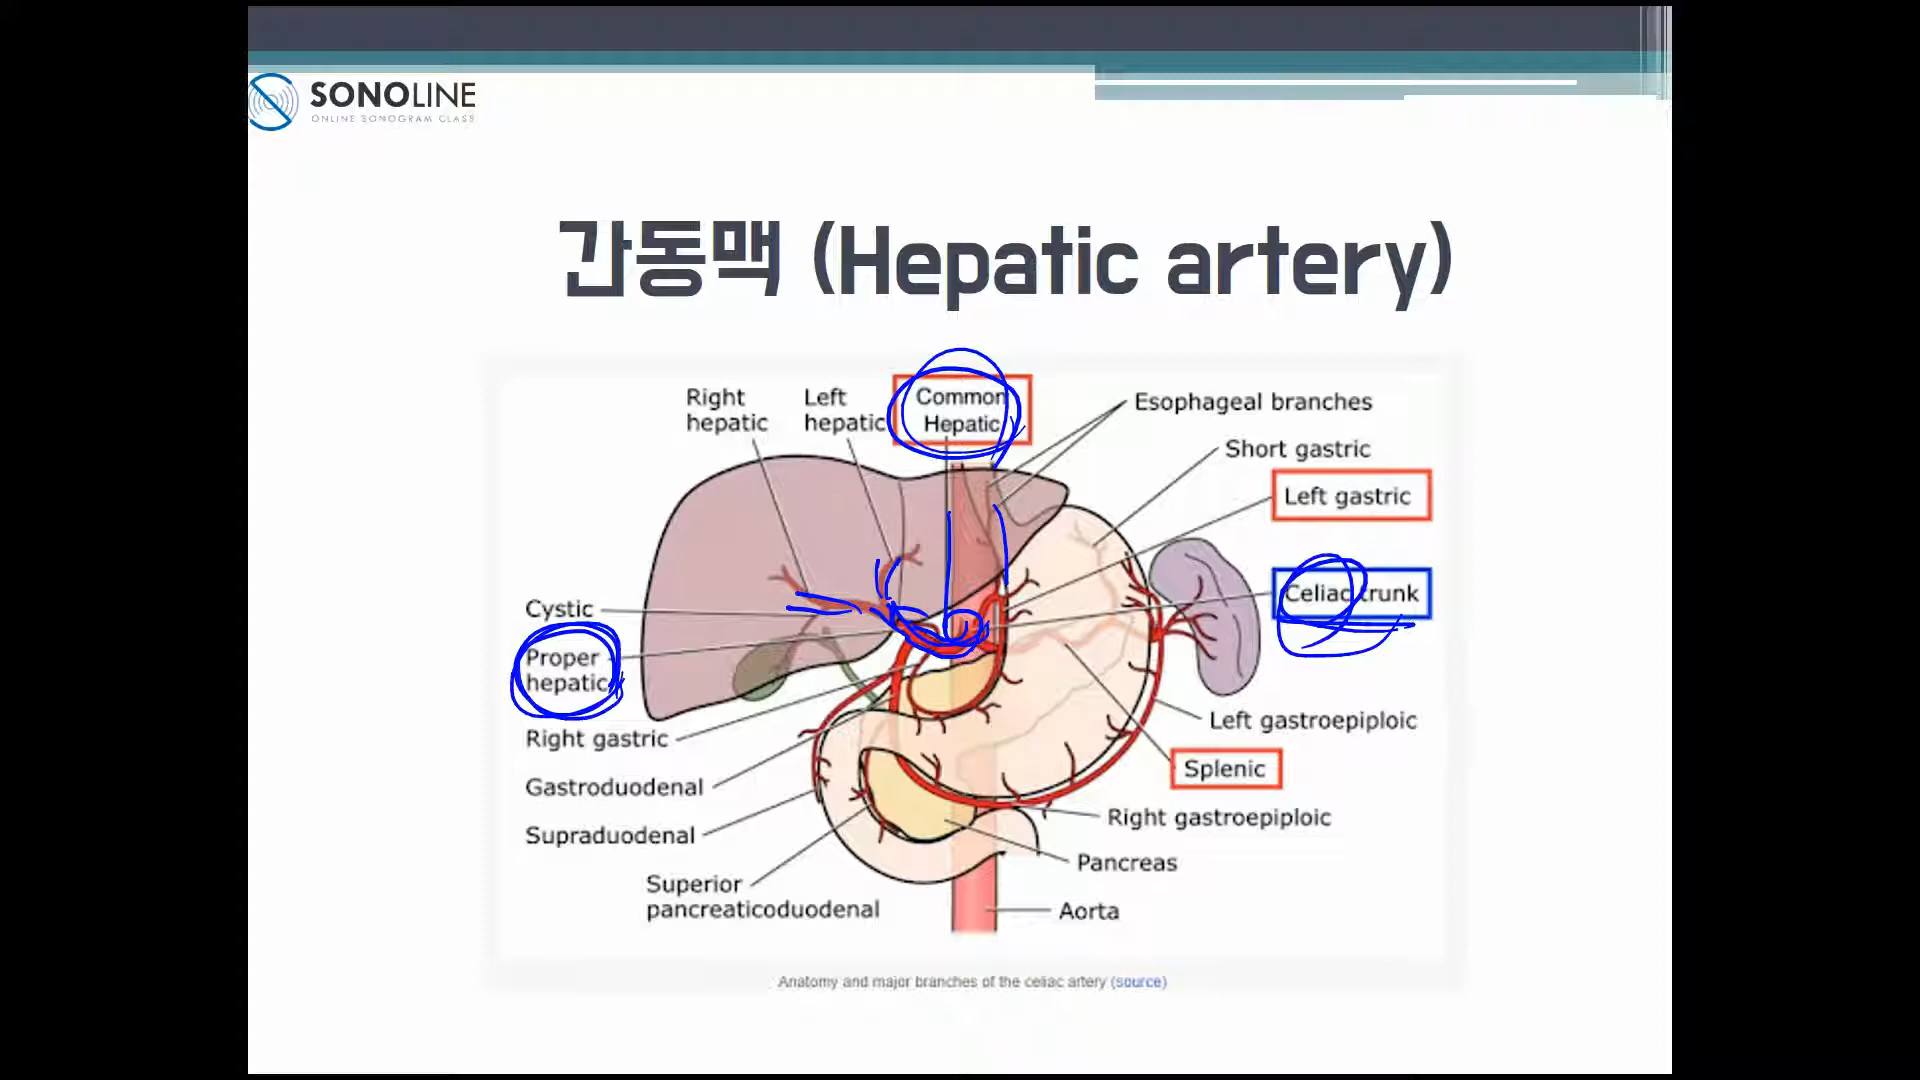 SONOLINE
ONLINE SONOGRAM CLASS
간동맥 (Hepatic artery)
Right
hepatic
Left
hepatic
Common
Hepatic
Esophageal branches
Short gastric
Left gastric
Celiac trunk
Cystic
Proper
hepatic
Right gastric
Left gastroepiploic
Splenic
Gastroduodenal
Right gastroepiploic
Supraduodenal
Pancreas
Superior
pancreaticoduodenal
Aorta
Anatomy and major branches of the celiac artery (source)